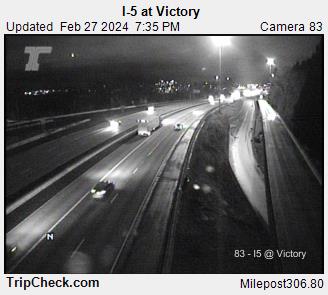 I-5 at Victory
Updated Feb 27 2024 7:35 PM Camera 83
N
83 - I5 @ Victory
TripCheck.com Milepost306.80